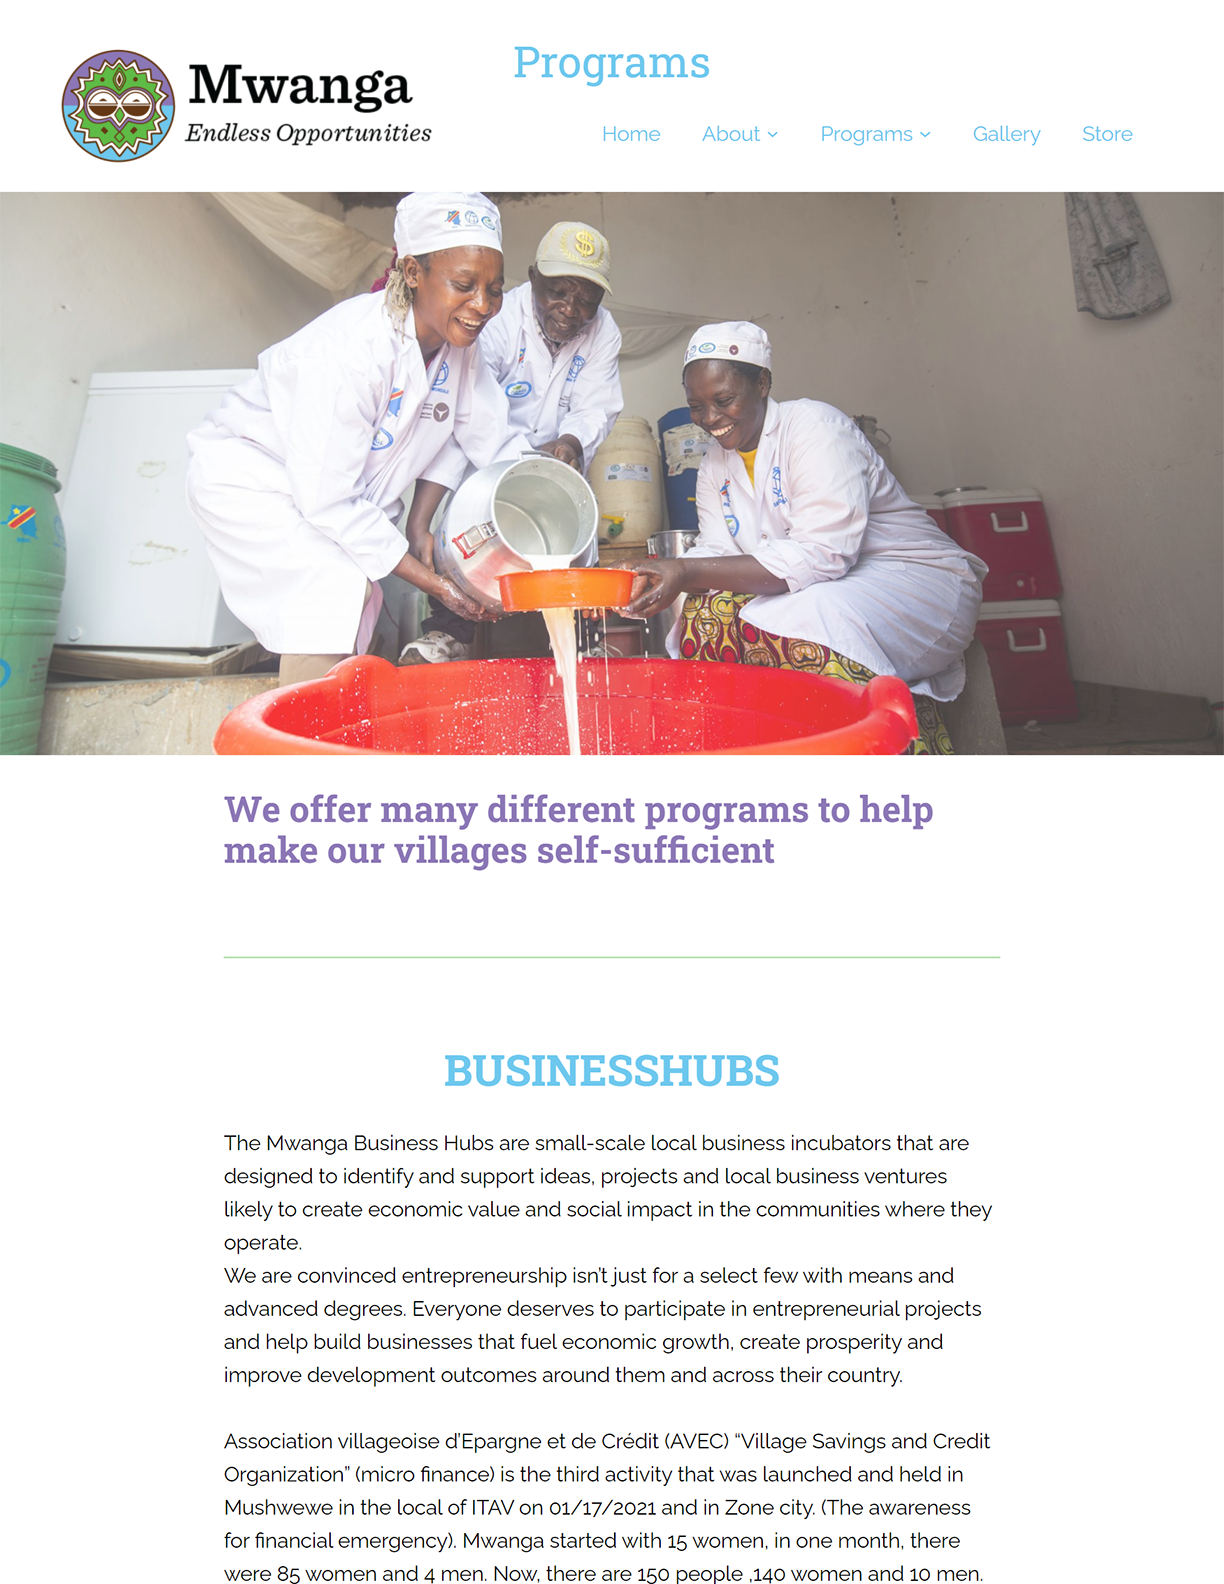 Programs
Mwanga
Endless Opportunities
Home About Programs Gallery Store
$
We offer many different programs to help
make our villages self-sufficient
BUSINESSHUBS
The Mwanga Business Hubs are small-scale local business incubators that are
designed to identify and support ideas, projects and local business ventures
likely to create economic value and social impact in the communities where they
operate.
We are convinced entrepreneurship isn’t just for a select few with means and
advanced degrees. Everyone deserves to participate in entrepreneurial projects
and help build businesses that fuel economic growth, create prosperity and
improve development outcomes around them and across their country.
Association villageoise d’Epargne et de Crédit (AVEC) “Village Savings and Credit
Organization” (micro finance) is the third activity that was launched and held in
Mushwewe in the local of ITAV on 01/17/2021 and in Zone city. (The awareness
for financial emergency). Mwanga started with 15 women, in one month, there
were 85 women and 4 men. Now, there are 150 people ,140 women and 10 men.